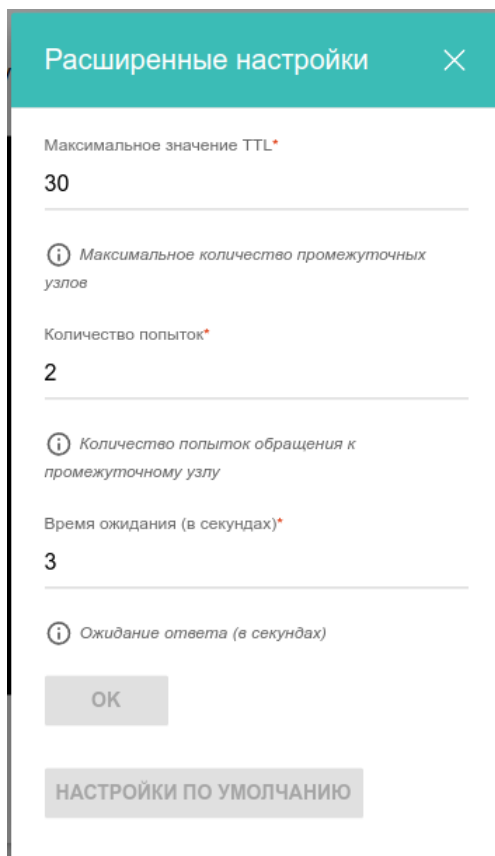 Расширенные настройки
Максимальное значение TTL*
30
Максимальное количество промежуточных
узлов
Количество попыток*
2
Количество попыток обращения к
промежуточному узлу
Время ожидания (в секундах)*
3
Ожидание ответа (в секундах)
OK
НАСТРОЙКИ ПО УМОЛЧАНИЮ